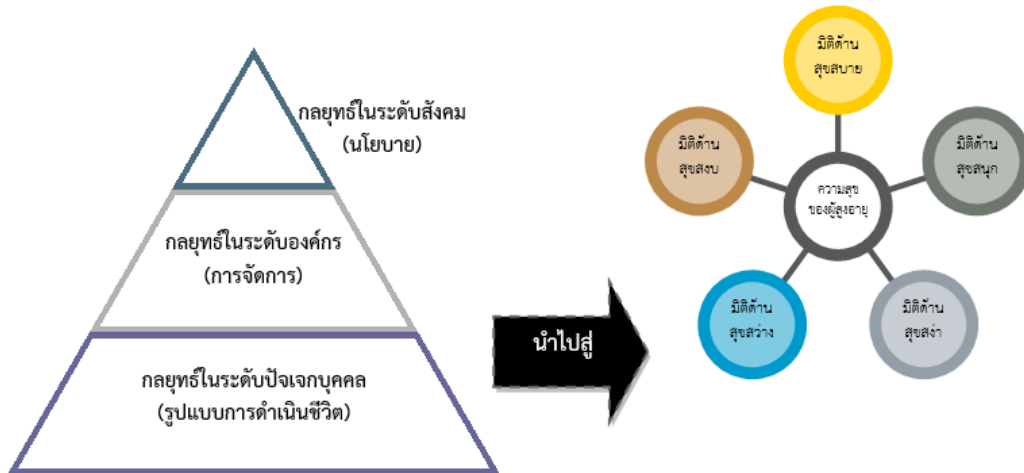 กลยุทธ์ในระดับสังคม
(นโยบาย)
กลยุทธ์ในระดับองค์กร
(การจัดการ)
กลยุทธ์ในระดับปัจเจกบุคคล
(รูปแบบการดำเนินชีวิต)
นำไปสู่
มิติด้าน
สุขสบาย
มิติด้าน
สุขสงบ
มิติด้าน
สุขสนุก
ความสุข
ของผู้สูงอายุ
มิติด้าน
สุขสว่าง
มิติด้าน
สุขสง่า